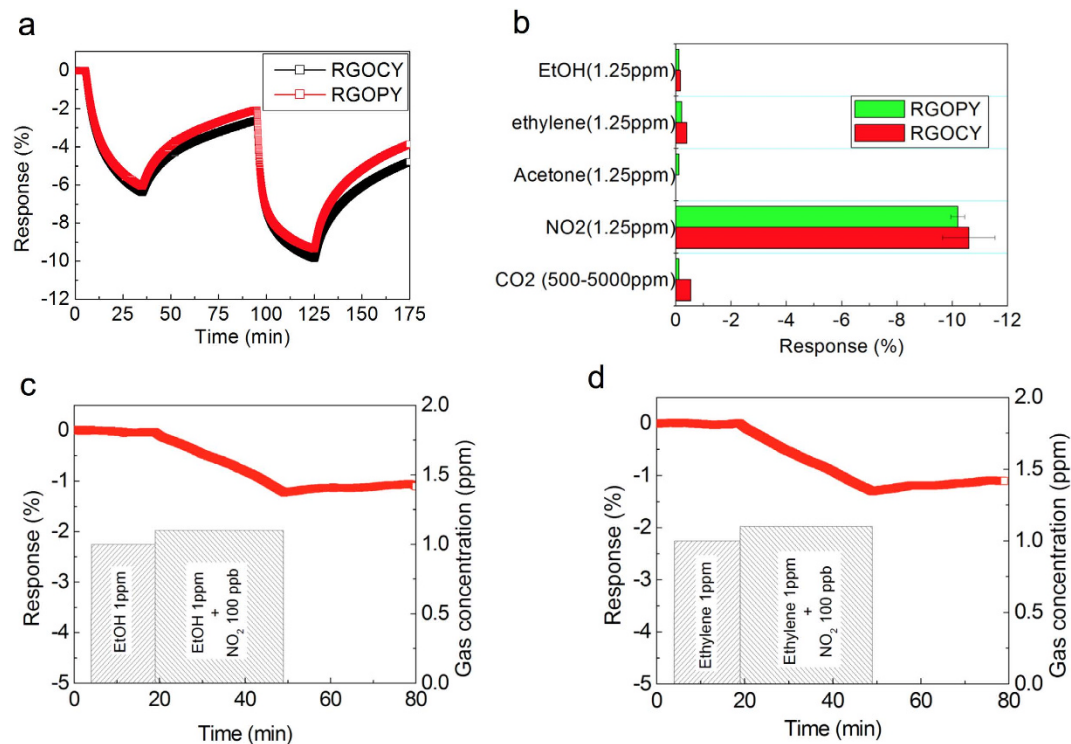 a
0
-2
-4
-6
-8
-10
-12
Response (%)
0 25 50 75 100 125 150 175
Time (min)
RGOCY
RGOPY
b
EtOH(1.25ppm)
ethylene(1.25ppm)
Acetone(1.25ppm)
NO2(1.25ppm)
CO2 (500-5000ppm)
RGOPY
RGOCY
0 -2 -4 -6 -8 -10 -12
Response (%)
c
0
-1
-2
-3
-4
-5
Response (%)
2.0
1.5
1.0
0.5
0.0
Gas concentration (ppm)
EtOH 1ppm
EtOH 1ppm
+
NO₂ 100 ppb
0 20 40 60 80
Time (min)
d
0
-1
-2
-3
-4
-5
Response (%)
2.0
1.5
1.0
0.5
0.0
Gas concentration (ppm)
Ethylene 1ppm
Ethylene 1ppm
+
NO₂ 100 ppb
0 20 40 60 80
Time (min)